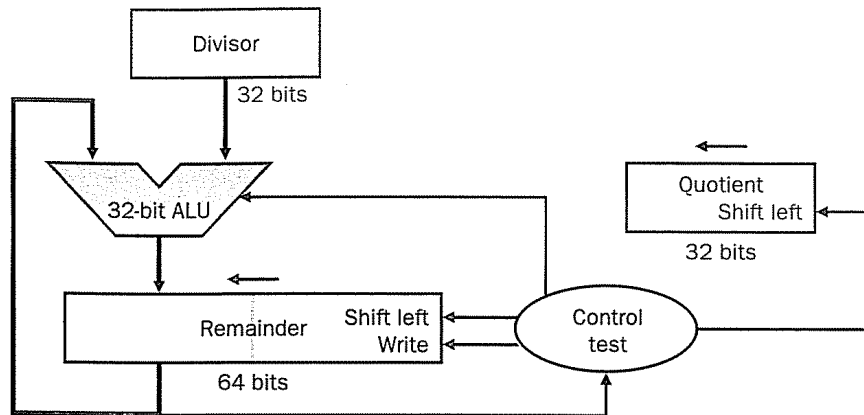 Divisor
32 bits
32-bit ALU
Quotient
Shift left
32 bits
Remainder
Shift left
Write
64 bits
Control
test